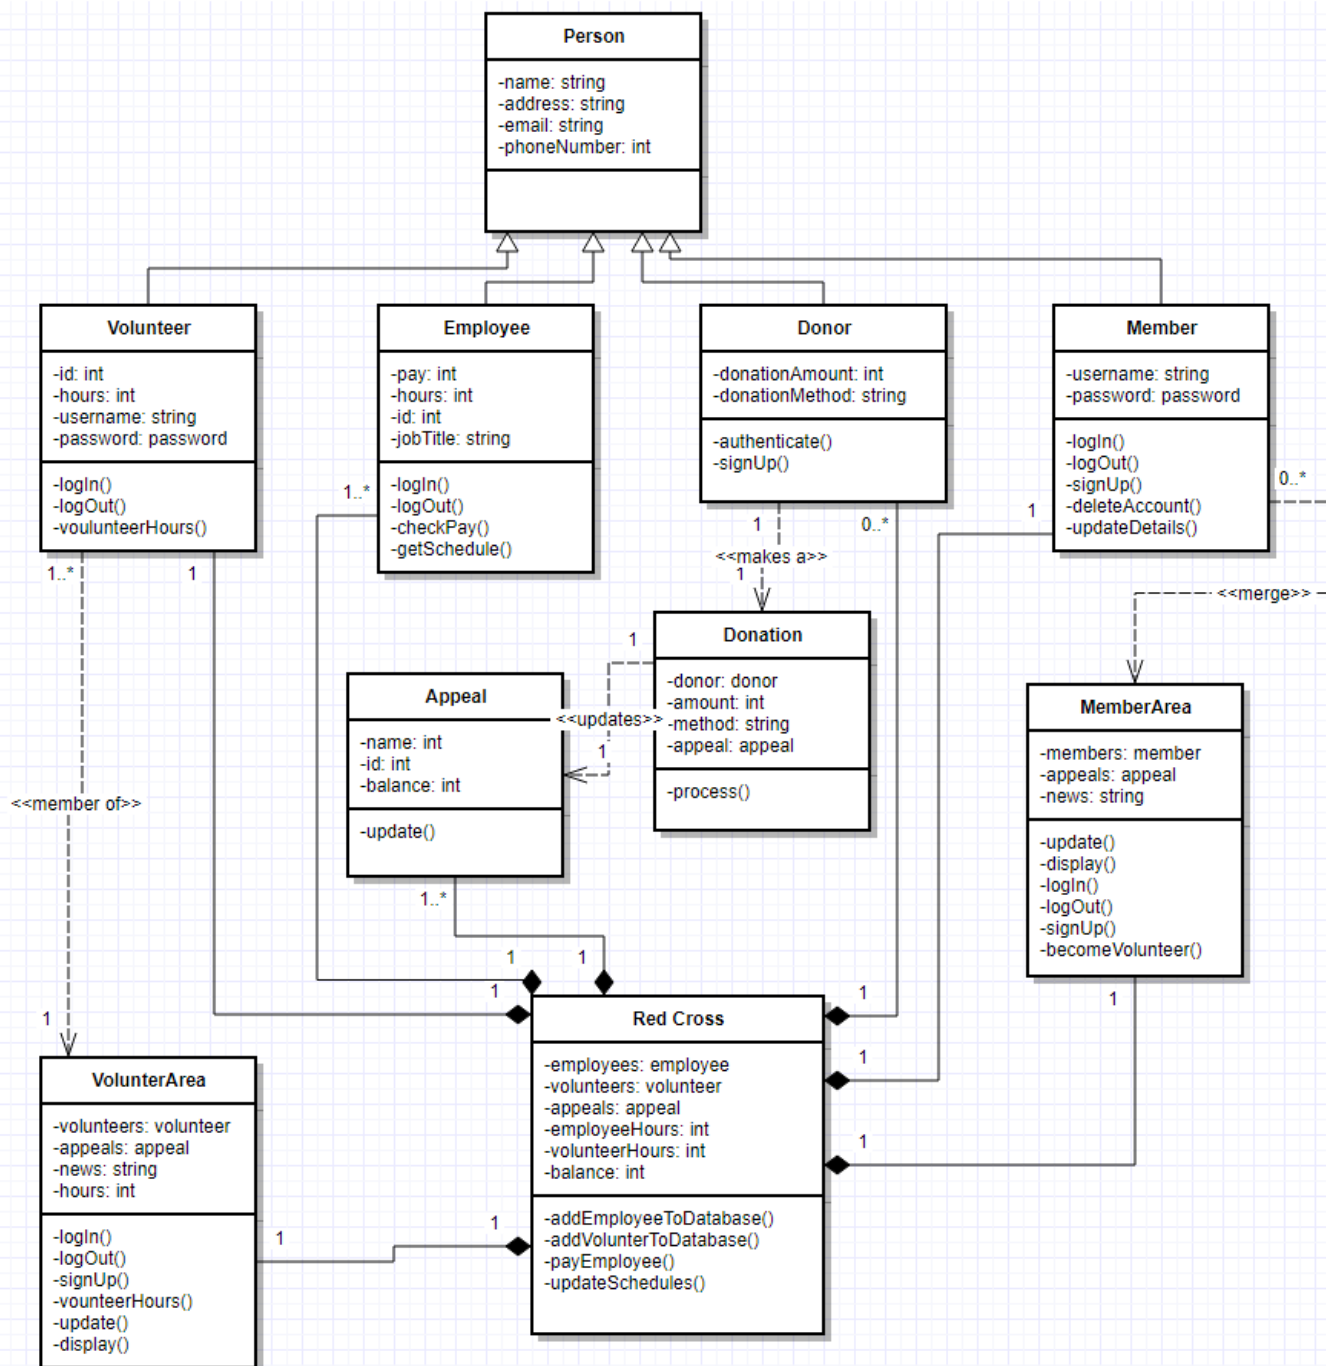 Person
-name: string
-address: string
-email: string
-phoneNumber: int
Volunteer
-id: int
-hours: int
-username: string
-password: password
-logIn()
-logOut()
-voulunteerHours()
Employee
-pay: int
-hours: int
-id: int
-jobTitle: string
-logIn()
-logOut()
-checkPay()
-getSchedule()
Donor
-donationAmount: int
-donationMethod: string
-authenticate()
-signUp()
Member
-username: string
-password: password
-logIn()
-logOut()
-signUp()
-deleteAccount()
-updateDetails()
1..*
0..*
1
1
0..*
<<makes a>>
1
1..*
1
<<merge>>
Donation
-donor: donor
-amount: int
-method: string
-appeal: appeal
-process()
1
<<updates>>
1
Appeal
-name: int
-id: int
-balance: int
-update()
MemberArea
-members: member
-appeals: appeal
-news: string
-update()
-display()
-logIn()
-logOut()
-signUp()
-becomeVolunteer()
<<member of>>
1..*
1
1
1
1
1
1
1
1
VolunterArea
-volunteers: volunteer
-appeals: appeal
-news: string
-hours: int
-logIn()
-logOut()
-signUp()
-vounteerHours()
-update()
-display()
1
1
Red Cross
-employees: employee
-volunteers: volunteer
-appeals: appeal
-employeeHours: int
-volunteerHours: int
-balance: int
-addEmployeeToDatabase()
-addVolunterToDatabase()
-payEmployee()
-updateSchedules()